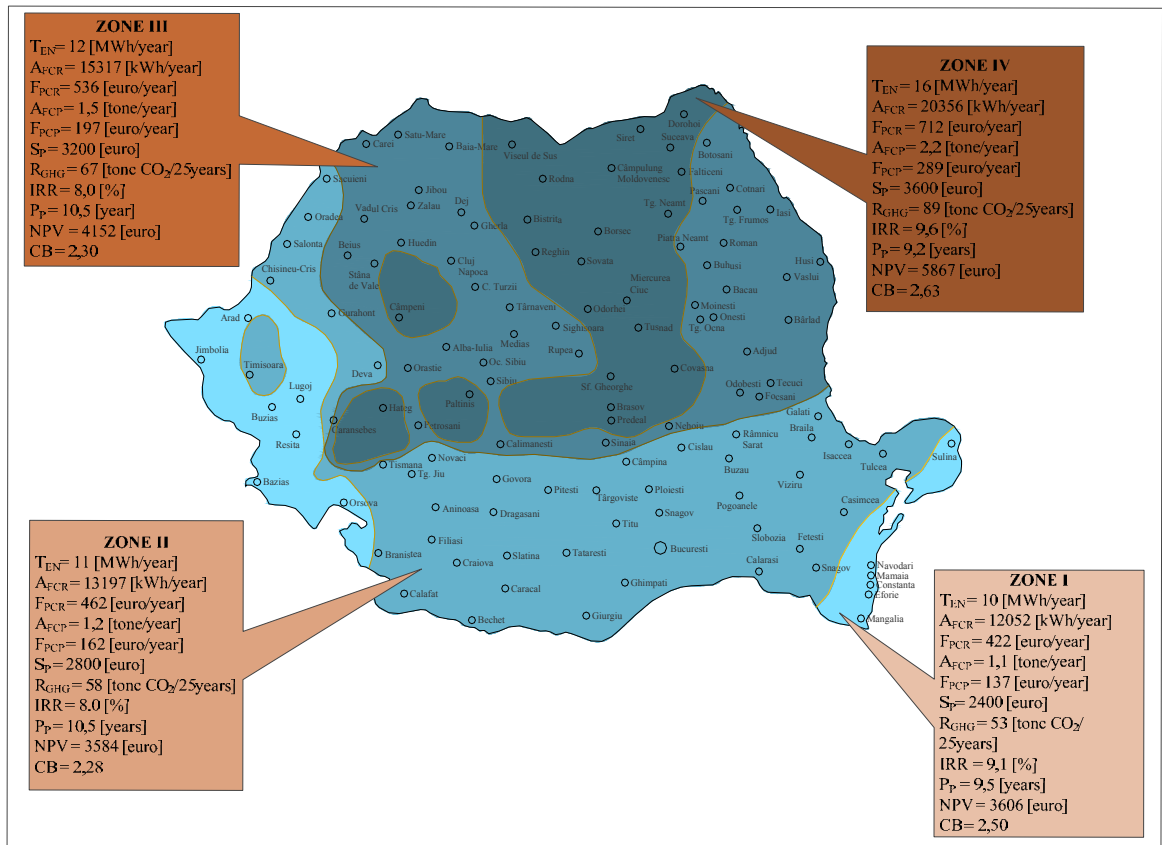 ZONE III
T_EN= 12 [MWh/year]
A_FCR = 15317 [kWh/year]
F_PCR = 536 [euro/year]
A_FCP = 1,5 [tone/year]
F_PCP = 197 [euro/year]
S_P = 3200 [euro]
R_GHG = 67 [tonc CO₂/25years]
IRR = 8,0 [%]
P_P = 10,5 [year]
NPV = 4152 [euro]
CB = 2,30
ZONE IV
T_EN = 16 [MWh/year]
A_FCR = 20356 [kWh/year]
F_PCR = 712 [euro/year]
A_FCP = 2,2 [tone/year]
F_PCP = 289 [euro/year]
S_P = 3600 [euro]
R_GHG = 89 [tonc CO₂/25years]
IRR = 9,6 [%]
P_P = 9,2 [years]
NPV = 5867 [euro]
CB = 2,63
Dorohoi
Siret
Suceava
Satu-Mare
Carei
Baia-Mare
Viseul de Sus
Botosani
Câmpulung
Moldovenesc
Falticeni
Sacuieni
Rodna
Jibou
Cotnari
Pascani
Vadul Cris
Zalau
Dej
Tg. Neamt
Tg. Frumos
Iasi
Oradea
Gherla
Bistrita
Borsec
Salonta
Huedin
Piatra Neamt
Roman
Beius
Reghin
Sovata
Husi
Stâna
de Vale
Cluj
Napoca
Buhusi
Vaslui
Chisineu-Cris
C. Turzii
Miercurea
Ciuc
Bacau
Câmpeni
Târnaveni
Odorhei
Moinesti
Arad
Gurahont
Onesti
Bârlad
Tg. Ocna
Sighisoara
Tusnad
Medias
Jimbolia
Alba-Iulia
Rupea
Adjud
Timisoara
Deva
Orastie
Oc. Sibiu
Covasna
Sibiu
Sf. Gheorghe
Tecuci
Odobesti
Lugoj
Focsani
Buzias
Hateg
Paltinis
Brasov
Galati
Caransebes
Petrosani
Predeal
Nehoiu
Braila
Resita
Calimanesti
Sinaia
Râmnicu
Sarat
Cislau
Isaccea
Sulina
Tismana
Novaci
Câmpina
Tulcea
Bazias
Tg. Jiu
Govora
Buzau
Viziru
Orsova
Pitesti
Târgoviste
Ploiesti
Pogoanele
Casimcea
Aninoasa
Dragasani
Snagov
Titu
Slobozia
Filiasi
Fetesti
Branistea
Slatina
Tataresti
Bucuresti
Craiova
Calarasi
Snagov
Navodari
Mamaia
Constanta
Eforie
Calafat
Caracal
Ghimpati
Bechet
Giurgiu
Mangalia
ZONE II
T_EN= 11 [MWh/year]
A_FCR = 13197 [kWh/year]
F_PCR = 462 [euro/year]
A_FCP = 1,2 [tone/year]
F_PCP = 162 [euro/year]
S_P = 2800 [euro]
R_GHG = 58 [tonc CO₂/25years]
IRR = 8.0 [%]
P_P = 10,5 [years]
NPV = 3584 [euro]
CB = 2,28
ZONE I
T_EN= 10 [MWh/year]
A_FCR = 12052 [kWh/year]
F_PCR = 422 [euro/year]
A_FCP = 1,1 [tone/year]
F_PCP = 137 [euro/year]
S_P = 2400 [euro]
R_GHG = 53 [tonc CO₂/
25years]
IRR = 9,1 [%]
P_P = 9,5 [years]
NPV = 3606 [euro]
CB = 2,50